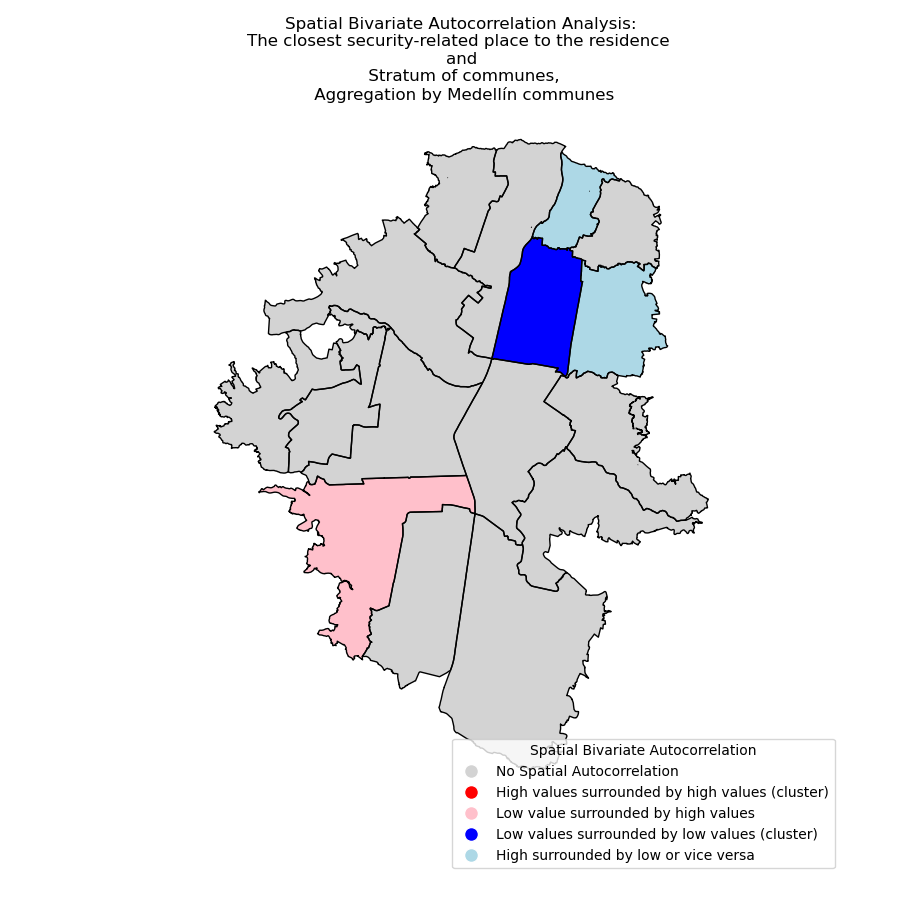 Spatial Bivariate Autocorrelation Analysis:
The closest security-related place to the residence
and
Stratum of communes,
Aggregation by Medellín communes
Spatial Bivariate Autocorrelation
No Spatial Autocorrelation
High values surrounded by high values (cluster)
Low value surrounded by high values
Low values surrounded by low values (cluster)
High surrounded by low or vice versa